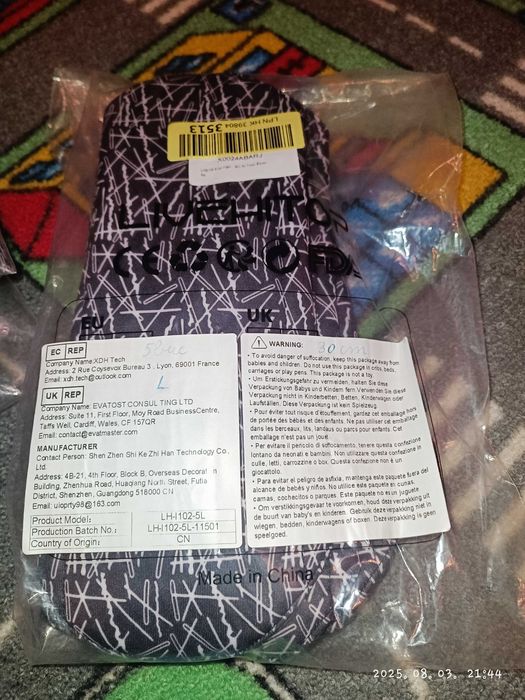 LPN HK 39804 3513
X0024ABARJ
LIVEHITOP
CE FDA
EU
UK
EC REP
Company Name:XDH Tech
Address: 2 Rue Coysevox Bureau 3 , Lyon, 69001 France
Email: xdh.tech@outlook.com
L
UK REP
Company Name: EVATOST CONSULTING LTD
Address: Suite 11, First Floor, Moy Road BusinessCentre,
Taffs Well, Cardiff, Wales, CF 157QR
Email: contact@evatmaster.com
MANUFACTURER
Contact Person: Shen Zhen Shi Ke Zhi Han Technology Co.,
Ltd.
Address: 4B-21, 4th Floor, Block B, Overseas Decoration
Building, Zhenhua Road, Huaqiang North Street, Futia
District, Shenzhen, Guangdong 518000 CN
Email: uioprty98@163.com
Product Model: LH-I102-5L
Production Batch No.: LH-I102-5L-11501
Country of Origin: CN
WARNING:
30 cm
• To avoid danger of suffocation, keep this package away from
babies and children. Do not use this package in cribs, beds,
carriages or play pens. This package is not a toy.
• Um Erstickungsgefahr zu vermeiden, halten Sie diese
Verpackung von Babys und Kindern fern.Verwenden Sie diese
Verpackung nicht in Kinderbetten, Betten, Kinderwagen oder
Laufställen. Diese Verpackung ist kein Spielzeug.
• Pour éviter tout risque d'étouffement, gardez cet emballage hors
de portée des bébés et des enfants. Ne pas utiliser cet emballage
dans les berceaux, lits, landaus ou parcs pour enfants. Cet
emballage n'est pas un joué.
• Per evitare il pericolo di soffocamento, tenere questa confezione
lontano da neonati e bambini. Non utilizzare questa confezione in
culle, letti, carrozzine o box. Questa confezione non è un
giocattolo.
• Para evitar el peligro de asfixia, mantenga este paquete fuera del
alcance de bebés y niños. No utilice este paquete en cunas,
camas, cochecitos o parques. Este paquete no es un juguete
• Om verstikkingsgevaar te voorkomen, houd deze verpakking uit
de buurt van baby's en kinderen. Gebruik deze verpakking niet in
wiegen, bedden, kinderwagens of boxen. Deze verpakking is geen
speelgoed.
Made in China
2025. 08. 03. 21:44